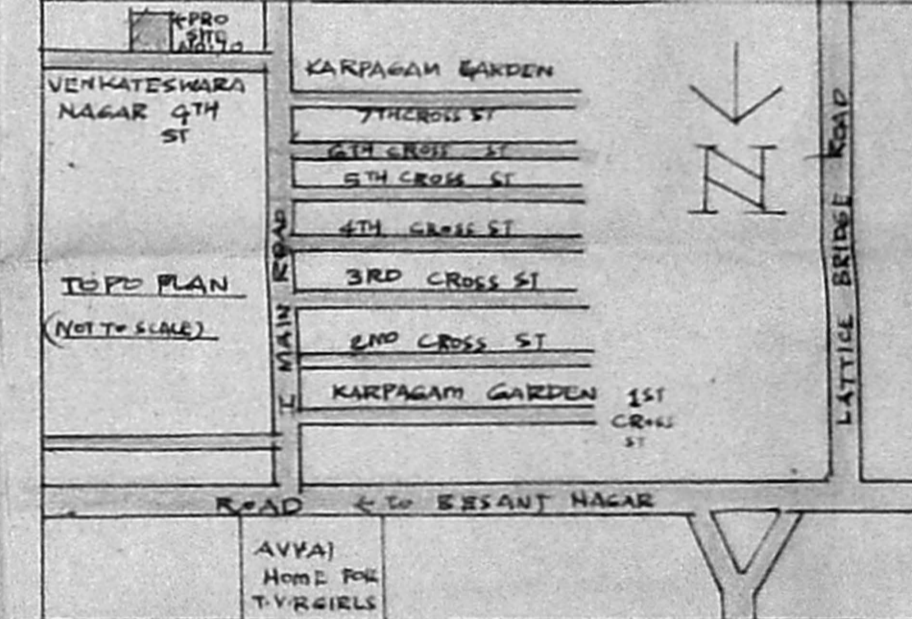 PRO
SITE
NO:40
KARPAGAM GARDEN
VENKATESWARA
NAGAR 4TH
ST
7TH CROSS ST
6TH CROSS ST
5TH CROSS ST
4TH CROSS ST
3RD CROSS ST
2ND CROSS ST
KARPAGAM GARDEN 1ST
CROSS
ST
TOPO PLAN
(NOT TO SCALE)
I MAIN ROAD
N
LATTICE BRIDGE ROAD
ROAD ← to BESANT NAGAR
AVVAI
HOME FOR
T.V.R GIRLS